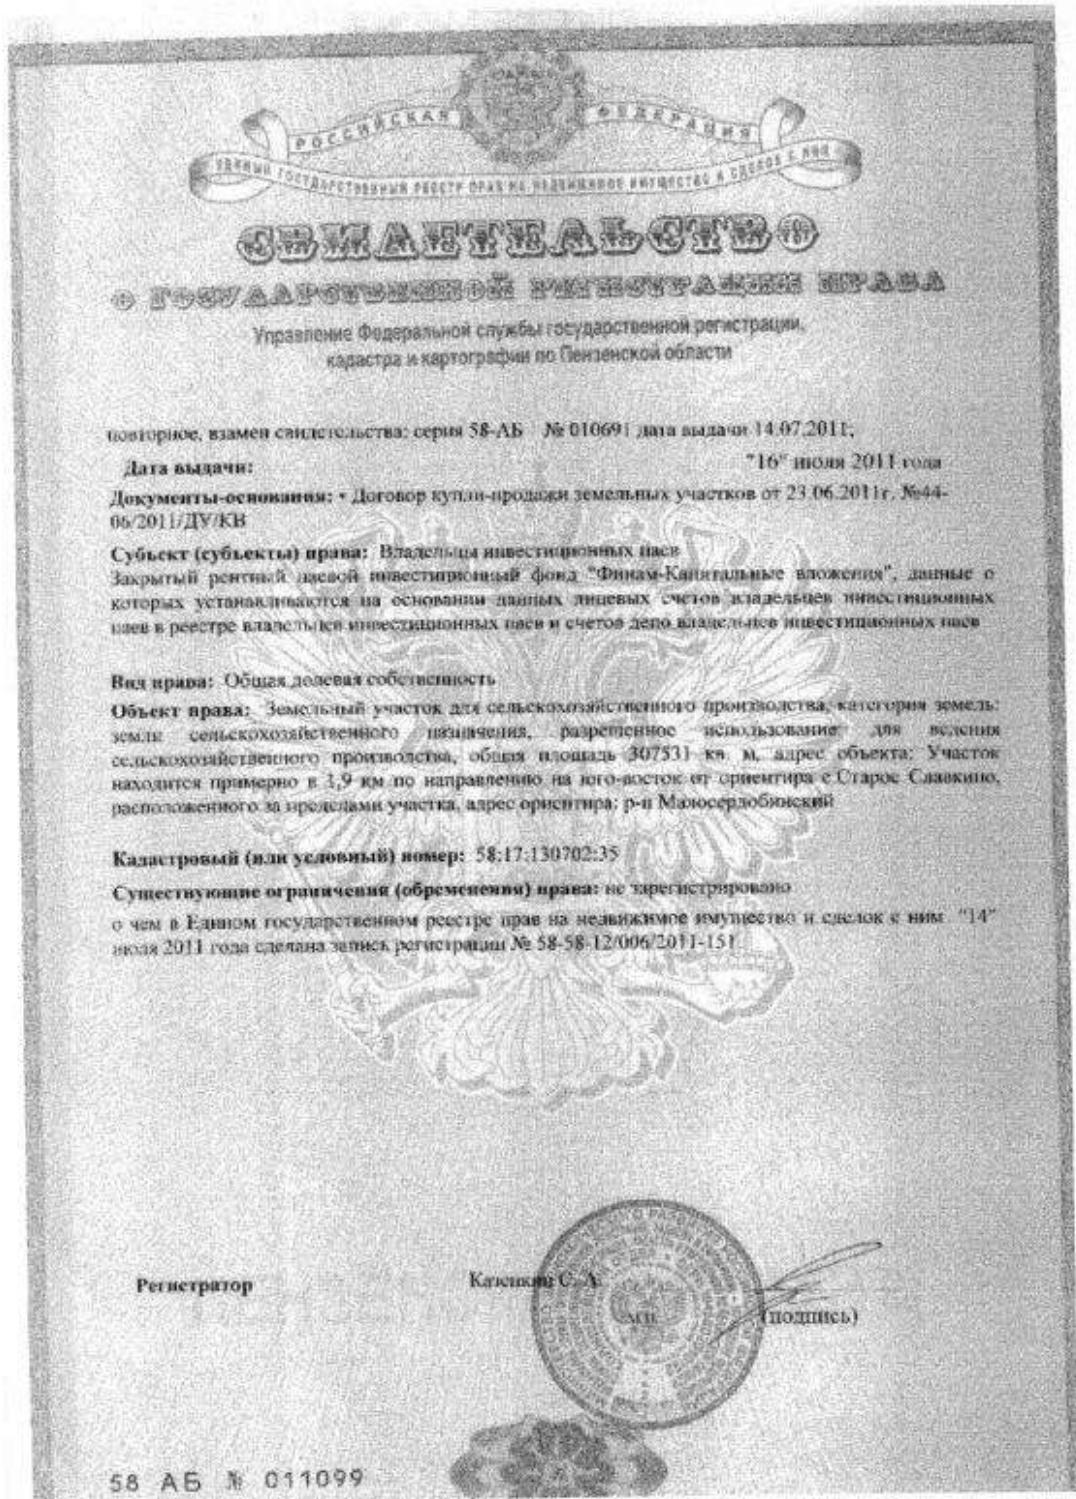 РОССИЙСКАЯ ФЕДЕРАЦИЯ
ЕДИНЫЙ ГОСУДАРСТВЕННЫЙ РЕЕСТР ПРАВ НА НЕДВИЖИМОЕ ИМУЩЕСТВО И СДЕЛОК С НИМ
СВИДЕТЕЛЬСТВО
О ГОСУДАРСТВЕННОЙ РЕГИСТРАЦИИ ПРАВА
Управление Федеральной службы государственной регистрации,
кадастра и картографии по Пензенской области
повторное, взамен свидетельства: серия 58-АБ № 010691 дата выдачи 14.07.2011;
Дата выдачи: "16" июля 2011 года
Документы-основания: • Договор купли-продажи земельных участков от 23.06.2011г. №44-
06/2011/ДУ/КВ
Субъект (субъекты) права: Владельцы инвестиционных паев
Закрытый рентный паевой инвестиционный фонд "Финам-Капитальные вложения", данные о
которых устанавливаются на основании данных лицевых счетов владельцев инвестиционных
паев в реестре владельцев инвестиционных паев и счетов депо владельцев инвестиционных паев
Вид права: Общая долевая собственность
Объект права: Земельный участок для сельскохозяйственного производства, категория земель:
земли сельскохозяйственного назначения, разрешенное использование: для ведения
сельскохозяйственного производства, общая площадь 307531 кв. м, адрес объекта: Участок
находится примерно в 1,9 км по направлению на юго-восток от ориентира с.Старое Славкино,
расположенного за пределами участка, адрес ориентира: р-н Малосердобинский
Кадастровый (или условный) номер: 58:17:130702:35
Существующие ограничения (обременения) права: не зарегистрировано
о чем в Едином государственном реестре прав на недвижимое имущество и сделок с ним "14"
июля 2011 года сделана запись регистрации № 58-58-12/006/2011-151
Регистратор Казенкин С. А.
М.П. (подпись)
58 АБ № 011099